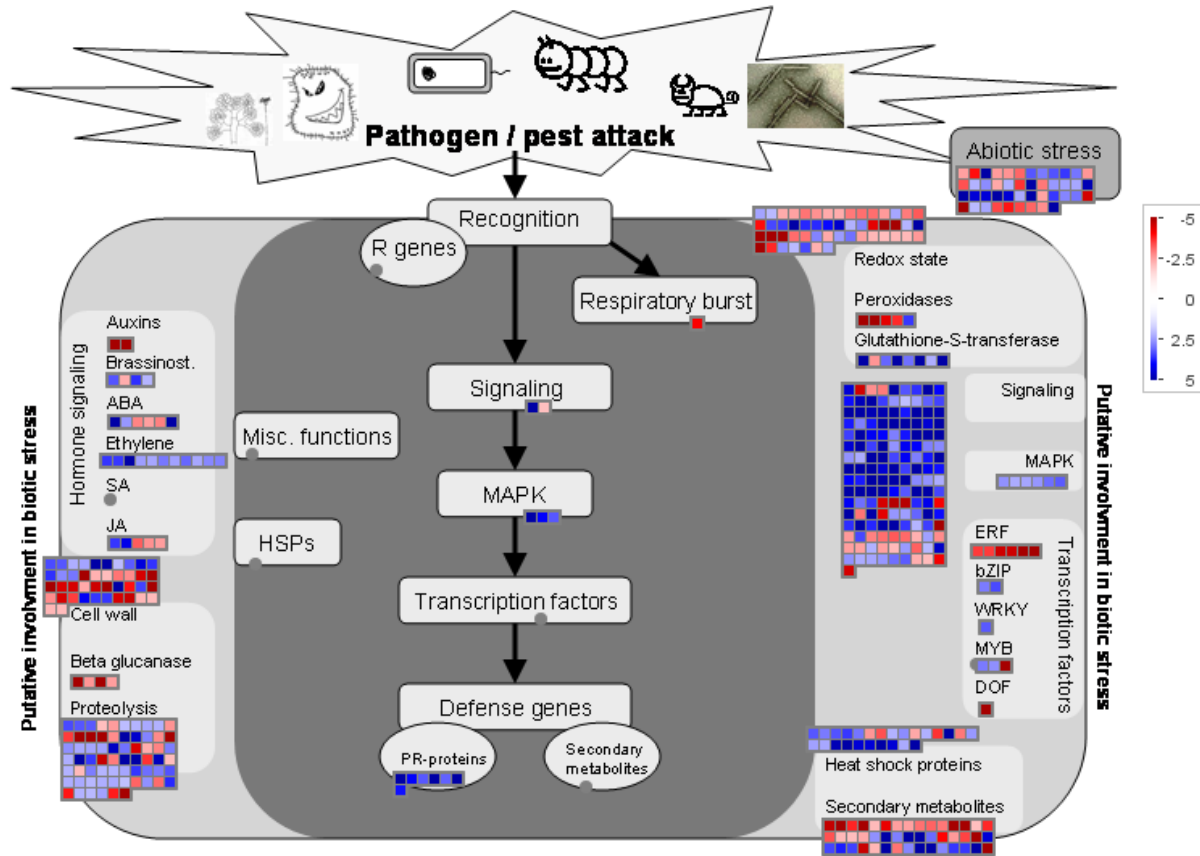 Pathogen / pest attack
Abiotic stress
Recognition
R genes
Respiratory burst
Redox state
Peroxidases
Glutathione-S-transferase
-5
-2.5
0
2.5
5
Hormone signaling
Auxins
Brassinost.
ABA
Ethylene
SA
JA
Signaling
Misc. functions
MAPK
HSPs
Transcription factors
Defense genes
PR-proteins
Secondary
metabolites
Signaling
MAPK
ERF
bZIP
WRKY
MYB
DOF
Transcription factors
Putative involvment in biotic stress
Putative involvment in biotic stress
Cell wall
Beta glucanase
Proteolysis
Heat shock proteins
Secondary metabolites